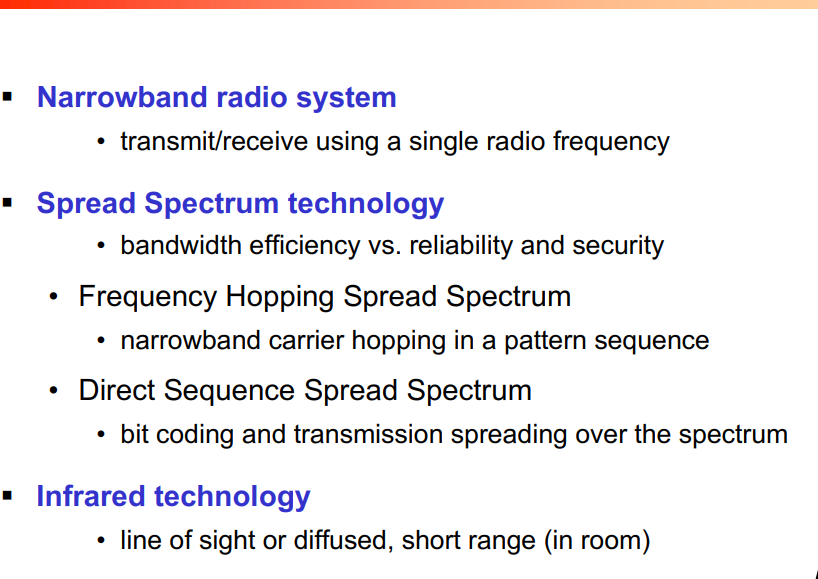 ▪ Narrowband radio system
• transmit/receive using a single radio frequency
▪ Spread Spectrum technology
• bandwidth efficiency vs. reliability and security
• Frequency Hopping Spread Spectrum
• narrowband carrier hopping in a pattern sequence
• Direct Sequence Spread Spectrum
• bit coding and transmission spreading over the spectrum
▪ Infrared technology
• line of sight or diffused, short range (in room)